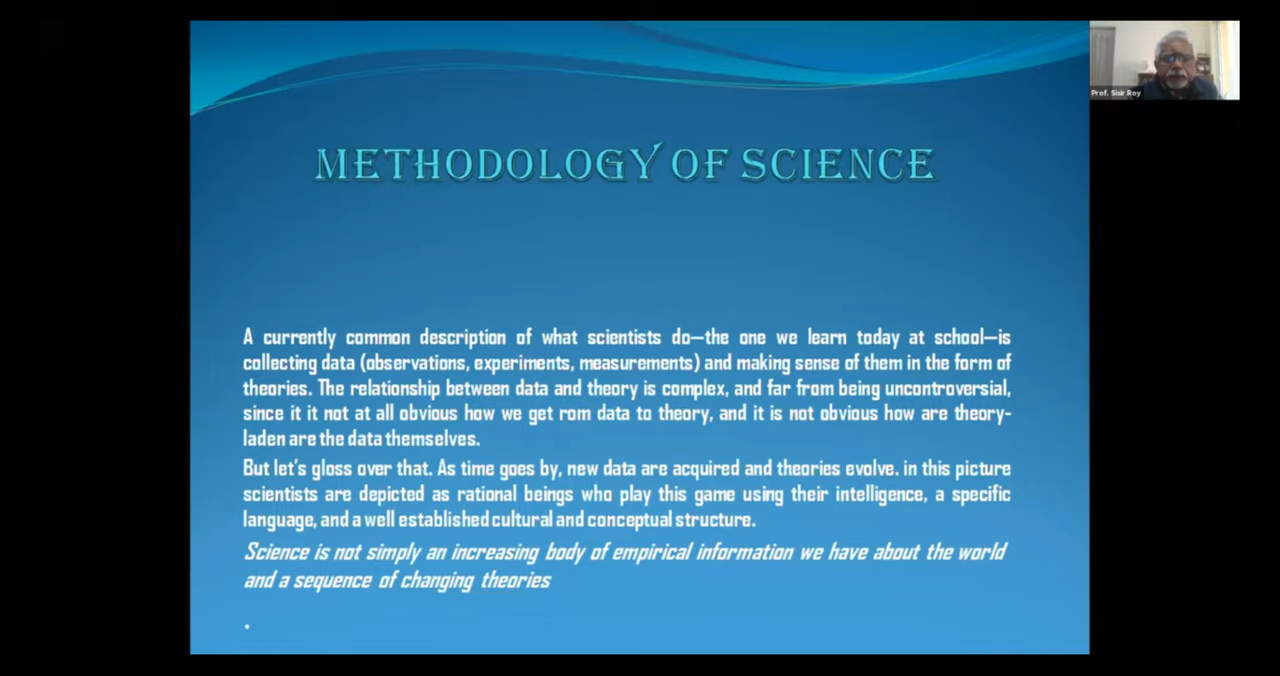 METHODOLOGY OF SCIENCE
Prof. Sisir Roy
A currently common description of what scientists do—the one we learn today at school—is
collecting data (observations, experiments, measurements) and making sense of them in the form of
theories. The relationship between data and theory is complex, and far from being uncontroversial,
since it it not at all obvious how we get rom data to theory, and it is not obvious how are theory-
laden are the data themselves.
But let's gloss over that. As time goes by, new data are acquired and theories evolve. in this picture
scientists are depicted as rational beings who play this game using their intelligence, a specific
language, and a well established cultural and conceptual structure.
Science is not simply an increasing body of empirical information we have about the world
and a sequence of changing theories
.